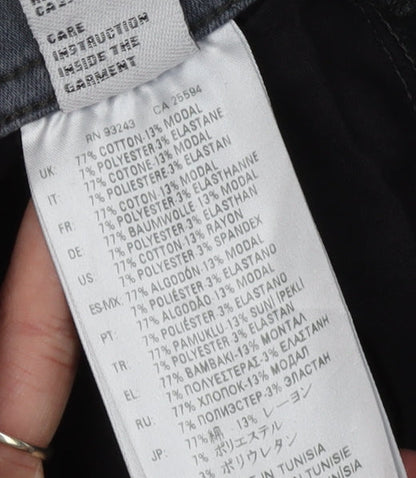 CARE
INSTRUCTION
INSIDE THE
GARMENT
RN 93243 CA 25594
UK: 77% COTTON-13% MODAL
7% POLYESTER-3% ELASTANE
IT: 77% COTONE-13% MODAL
7% POLIESTERE-3% ELASTAN
FR: 77% COTON-13% MODAL
7% POLYESTER-3% ELASTHANNE
DE: 77% BAUMWOLLE-13% MODAL
7% POLYESTER-3% ELASTHAN
US: 77% COTTON-13% RAYON
7% POLYESTER-3% SPANDEX
ES-MX: 77% ALGODÓN-13% MODAL
7% POLIÉSTER-3% ELASTANO
PT: 77% ALGODÃO-13% MODAL
7% POLIÉSTER-3% ELASTANO
TR: 77% PAMUKLU-13% SUNİ İPEKLİ
7% POLYESTER-3% ELASTAN
EL: 77% ΒΑΜΒΑΚΙ-13% ΜΟΝΤΑΛ
7% ΠΟΛΥΕΣΤΕΡΑΣ-3% ΕΛΑΣΤΑΝΗ
RU: 77% ХЛОПОК-13% МОДАЛ
7% ПОЛИЭСТЕР-3% ЭЛАСТАН
JP: 77% 綿 -13% レーヨン
7% ポリエステル
3% ポリウレタン
IN TUNISIA
TUNISIE